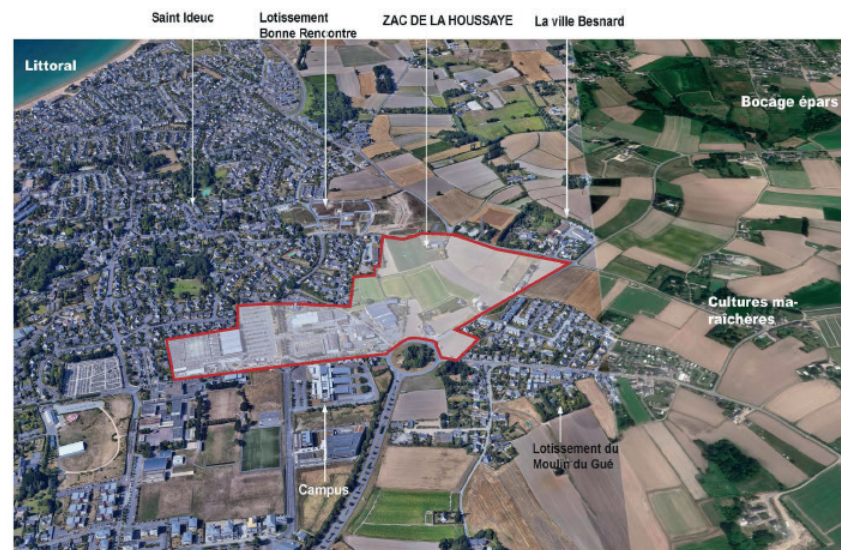 Saint Ideuc
Lotissement
Bonne Rencontre
ZAC DE LA HOUSSAYE
La ville Besnard
Littoral
Bocage épars
Cultures ma-
raîchères
Lotissement du
Moulin du Gué
Campus